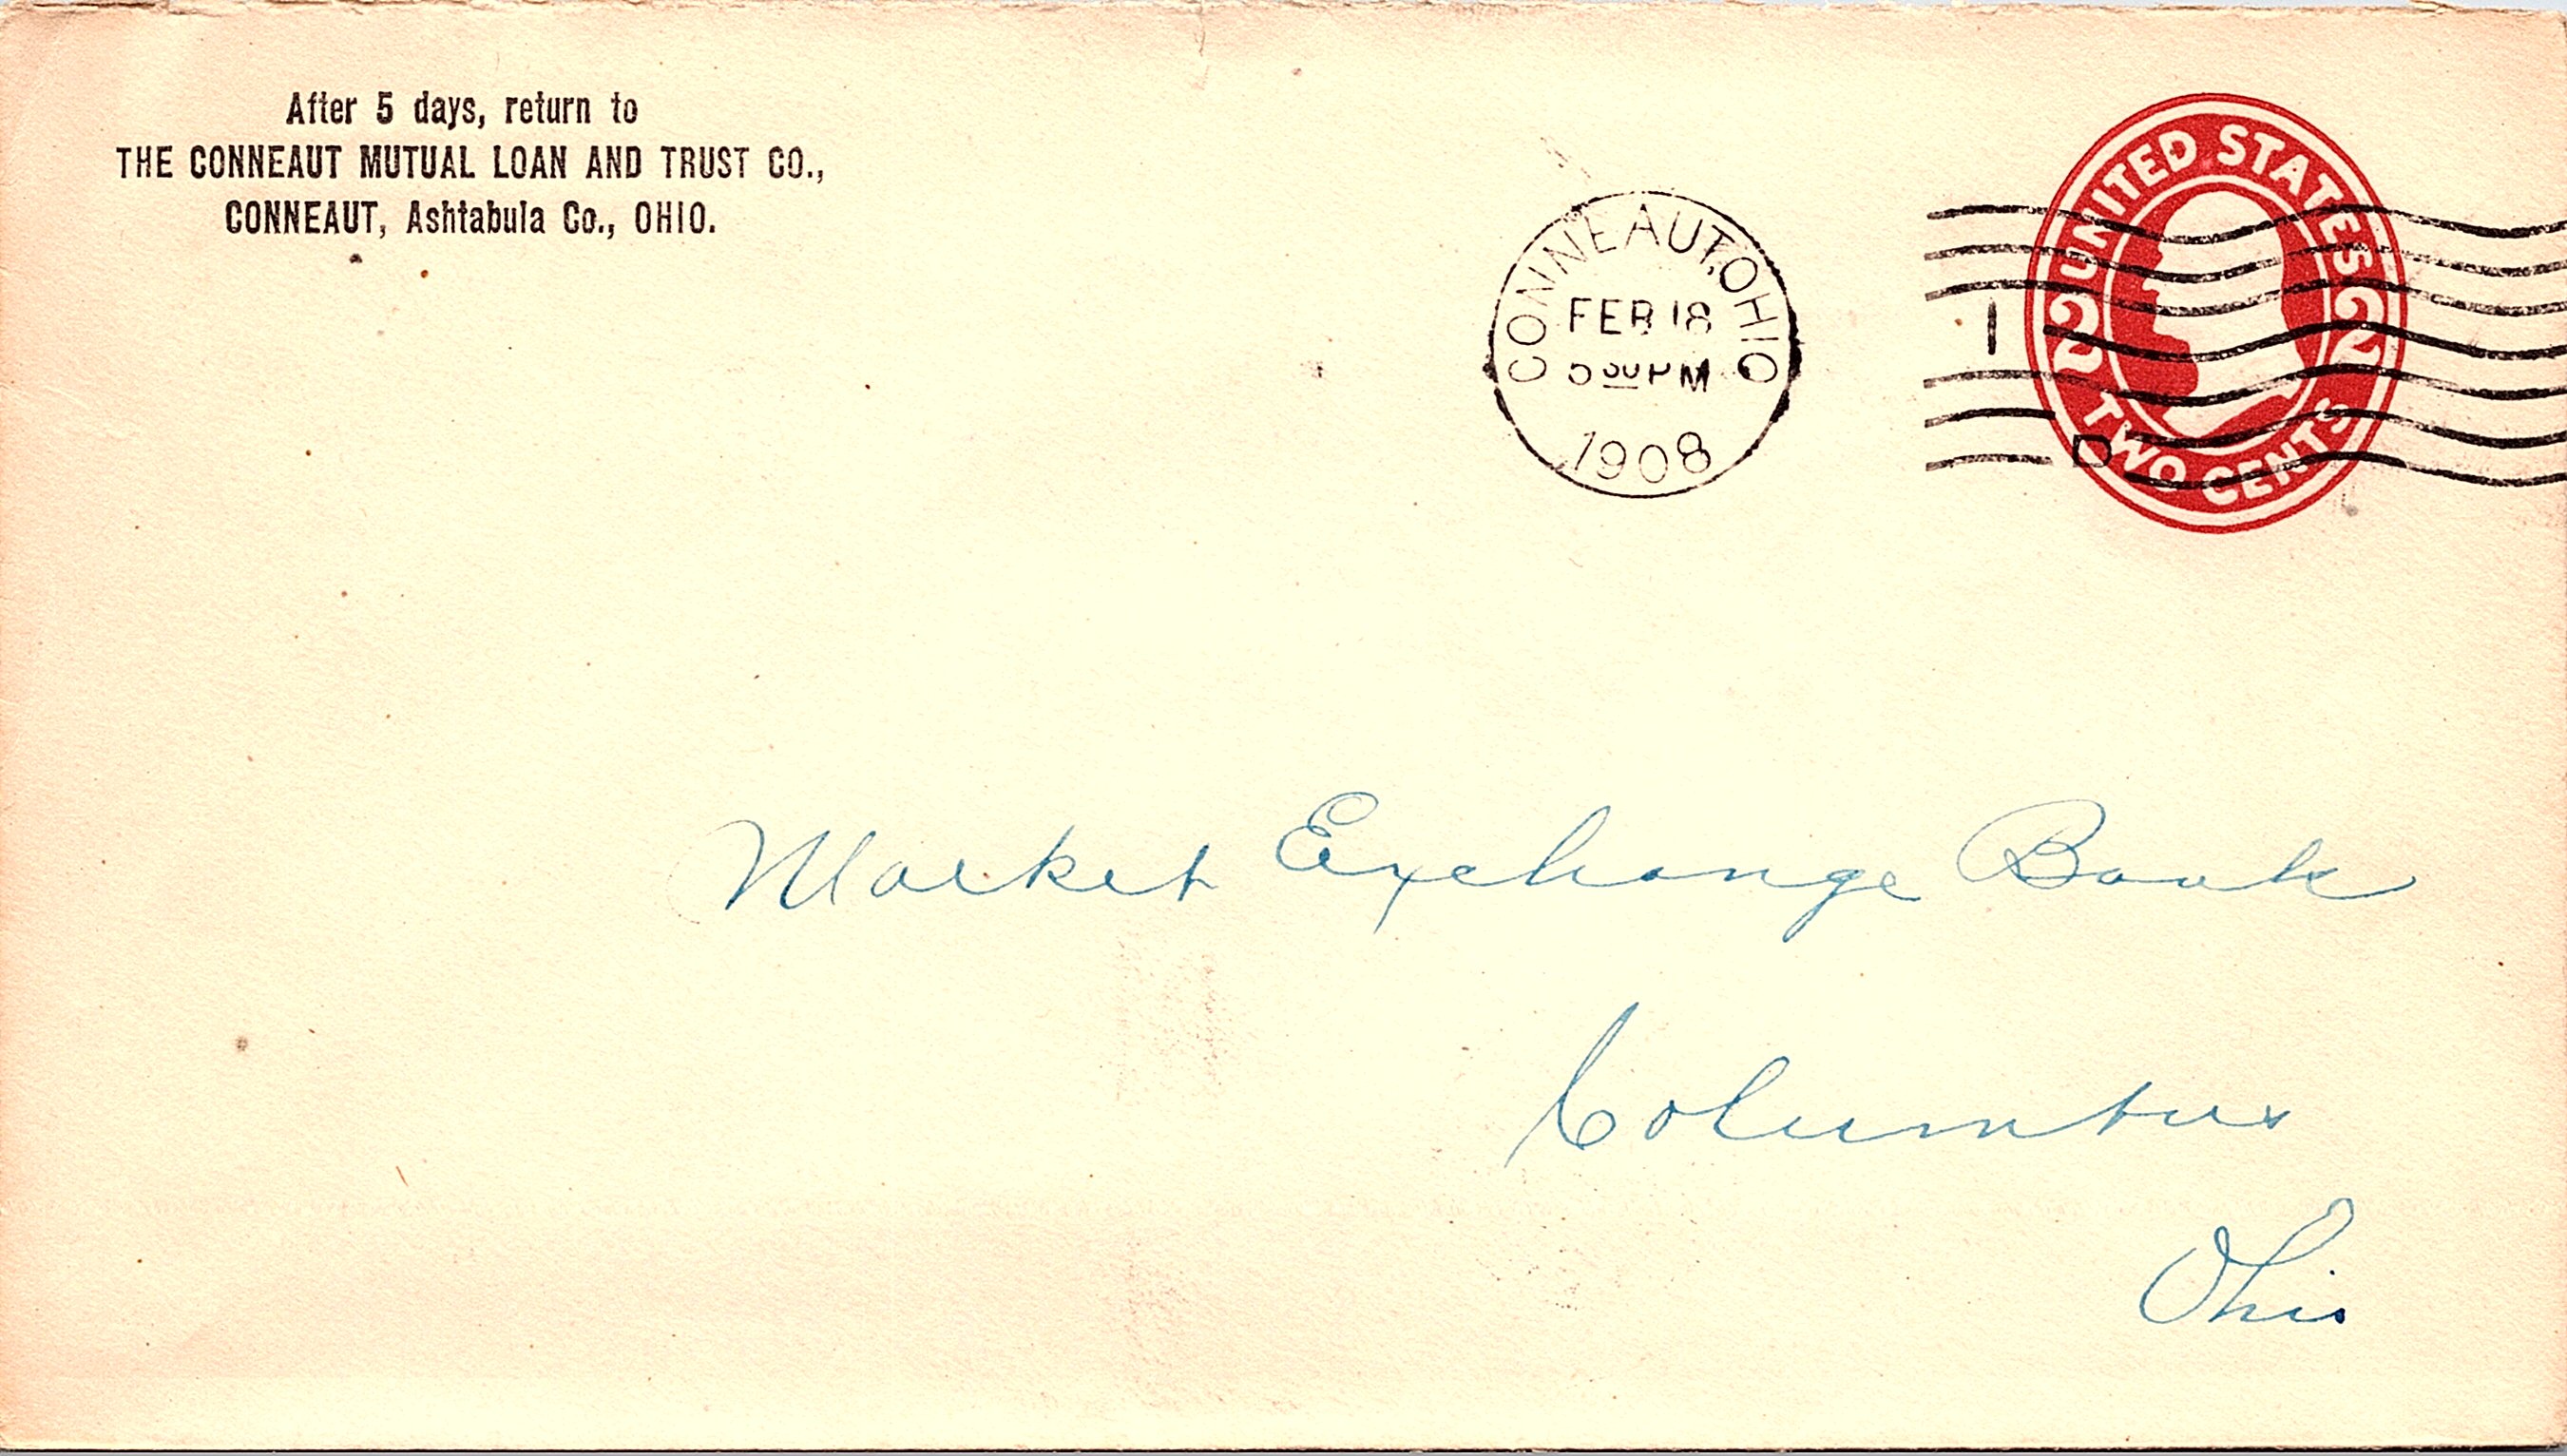 After 5 days, return to
THE CONNEAUT MUTUAL LOAN AND TRUST CO.,
CONNEAUT, Ashtabula Co., OHIO.
CONNEAUT, OHIO
FEB 18
PM
1908
1
D
UNITED STATES
2 2
TWO CENTS
Market Exchange Bank
Columbus
Ohio